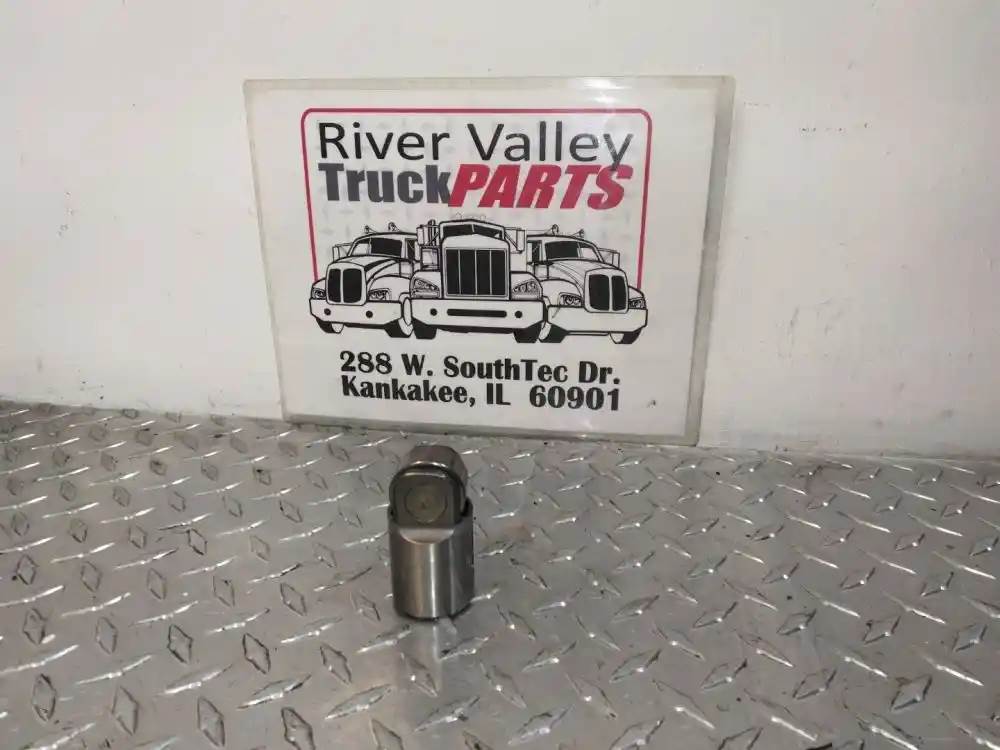 River Valley
TruckPARTS
288 W. SouthTec Dr.
Kankakee, IL 60901